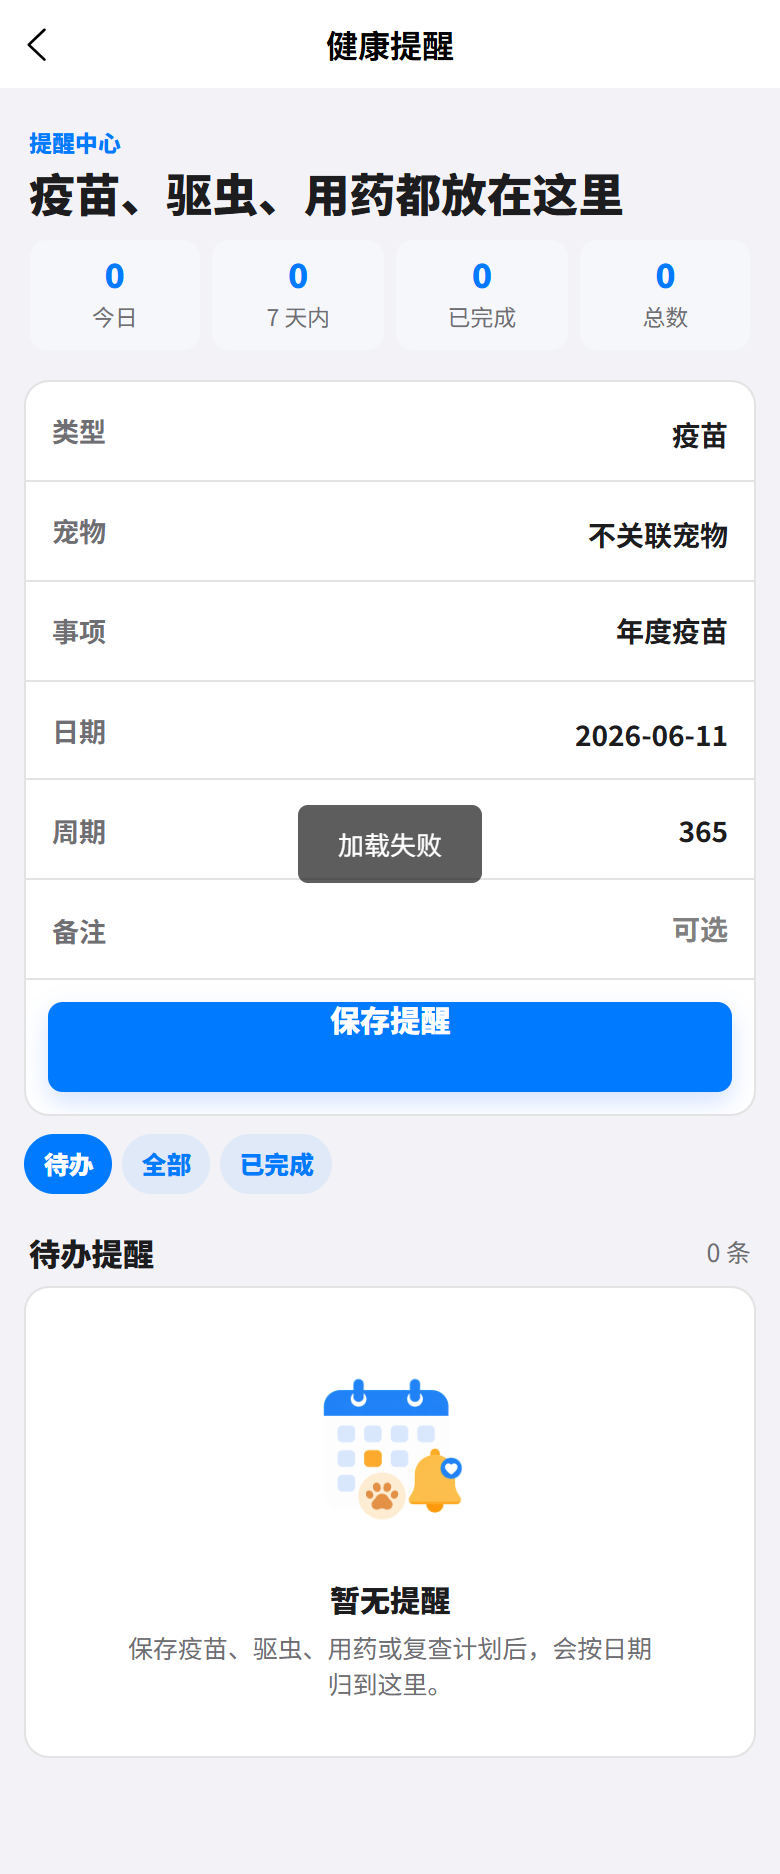 健康提醒
提醒中心
疫苗、驱虫、用药都放在这里
0
今日
0
7 天内
0
已完成
0
总数
类型
疫苗
宠物
不关联宠物
事项
年度疫苗
日期
2026-06-11
周期
365
加载失败
备注
可选
保存提醒
待办
全部
已完成
待办提醒
0 条
暂无提醒
保存疫苗、驱虫、用药或复查计划后，会按日期
归到这里。